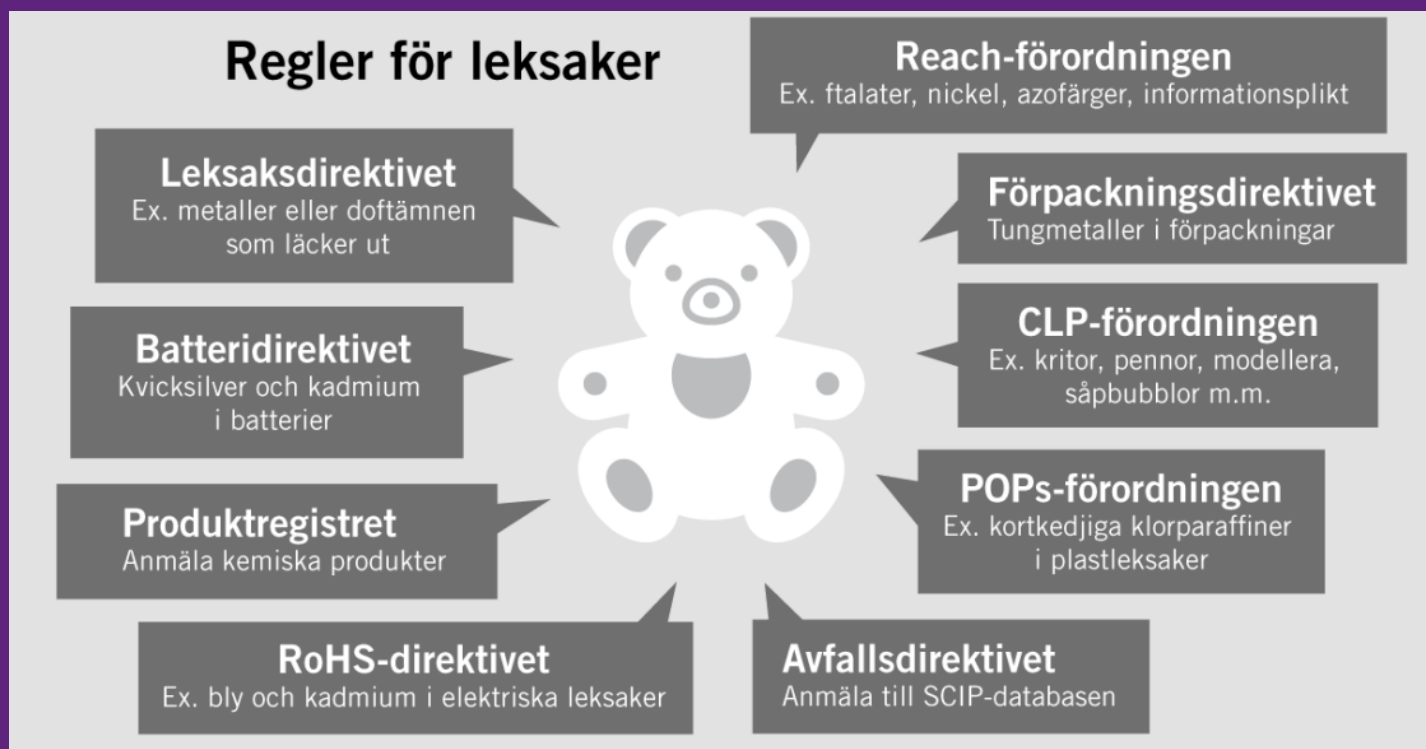 Regler för leksaker
Reach-förordningen
Ex. ftalater, nickel, azofärger, informationsplikt
Leksaksdirektivet
Ex. metaller eller doftämnen
som läcker ut
Förpackningsdirektivet
Tungmetaller i förpackningar
Batteridirektivet
Kvicksilver och kadmium
i batterier
CLP-förordningen
Ex. kritor, pennor, modellera,
såpbubblor m.m.
Produktregistret
Anmäla kemiska produkter
POPs-förordningen
Ex. kortkedjiga klorparaffiner
i plastleksaker
RoHS-direktivet
Ex. bly och kadmium i elektriska leksaker
Avfallsdirektivet
Anmäla till SCIP-databasen